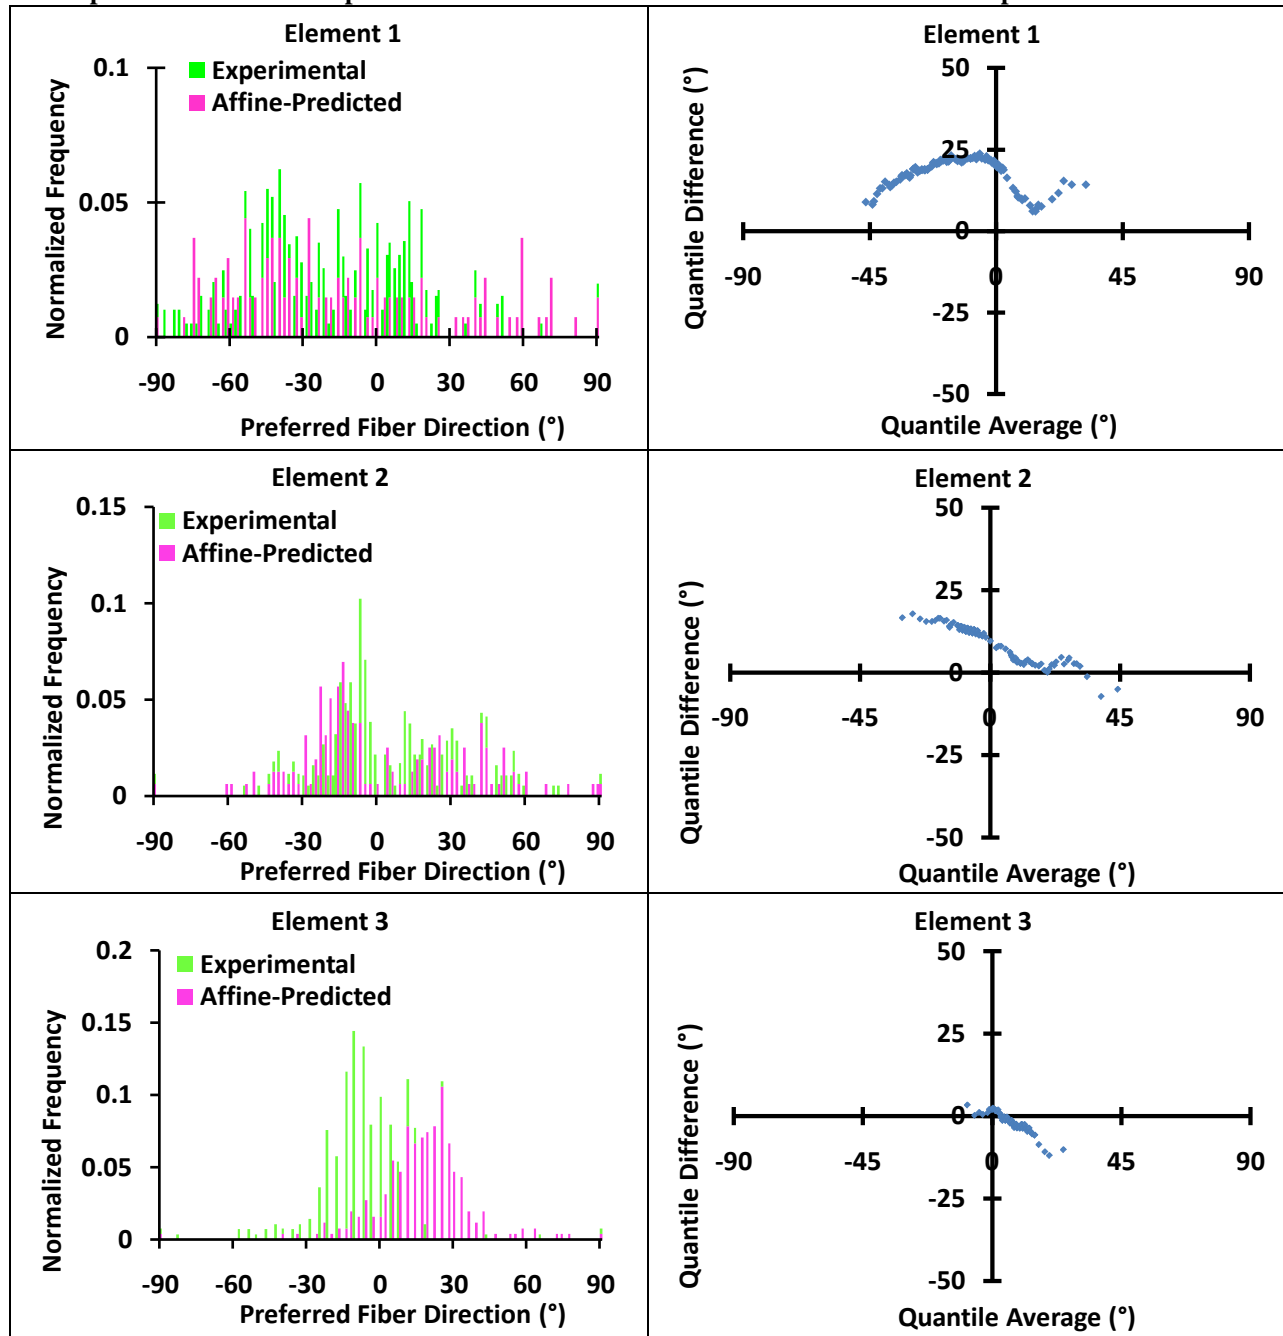 Element 1
0.1
Experimental
Affine-Predicted
0.05
0
Normalized Frequency
-90 -60 -30 0 30 60 90
Preferred Fiber Direction (°)
Element 1
50
25
0
-25
-50
Quantile Difference (°)
-90 -45 0 45 90
Quantile Average (°)
Element 2
0.15
Experimental
Affine-Predicted
0.1
0.05
0
Normalized Frequency
-90 -60 -30 0 30 60 90
Preferred Fiber Direction (°)
Element 2
50
25
0
-25
-50
Quantile Difference (°)
-90 -45 0 45 90
Quantile Average (°)
Element 3
0.2
Experimental
Affine-Predicted
0.15
0.1
0.05
0
Normalized Frequency
-90 -60 -30 0 30 60 90
Preferred Fiber Direction (°)
Element 3
50
25
0
-25
-50
Quantile Difference (°)
-90 -45 0 45 90
Quantile Average (°)